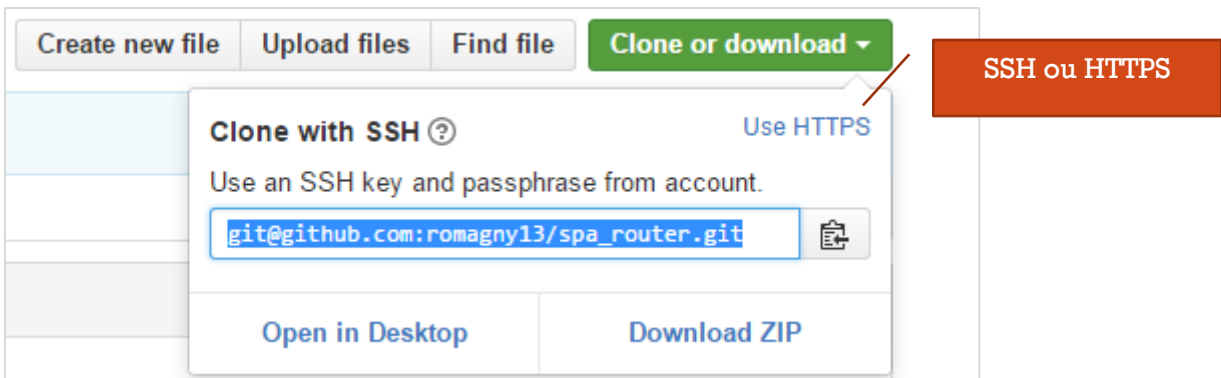 Create new file Upload files Find file Clone or download
SSH ou HTTPS
Clone with SSH ? Use HTTPS
Use an SSH key and passphrase from account.
git@github.com:romagny13/spa_router.git
Open in Desktop Download ZIP